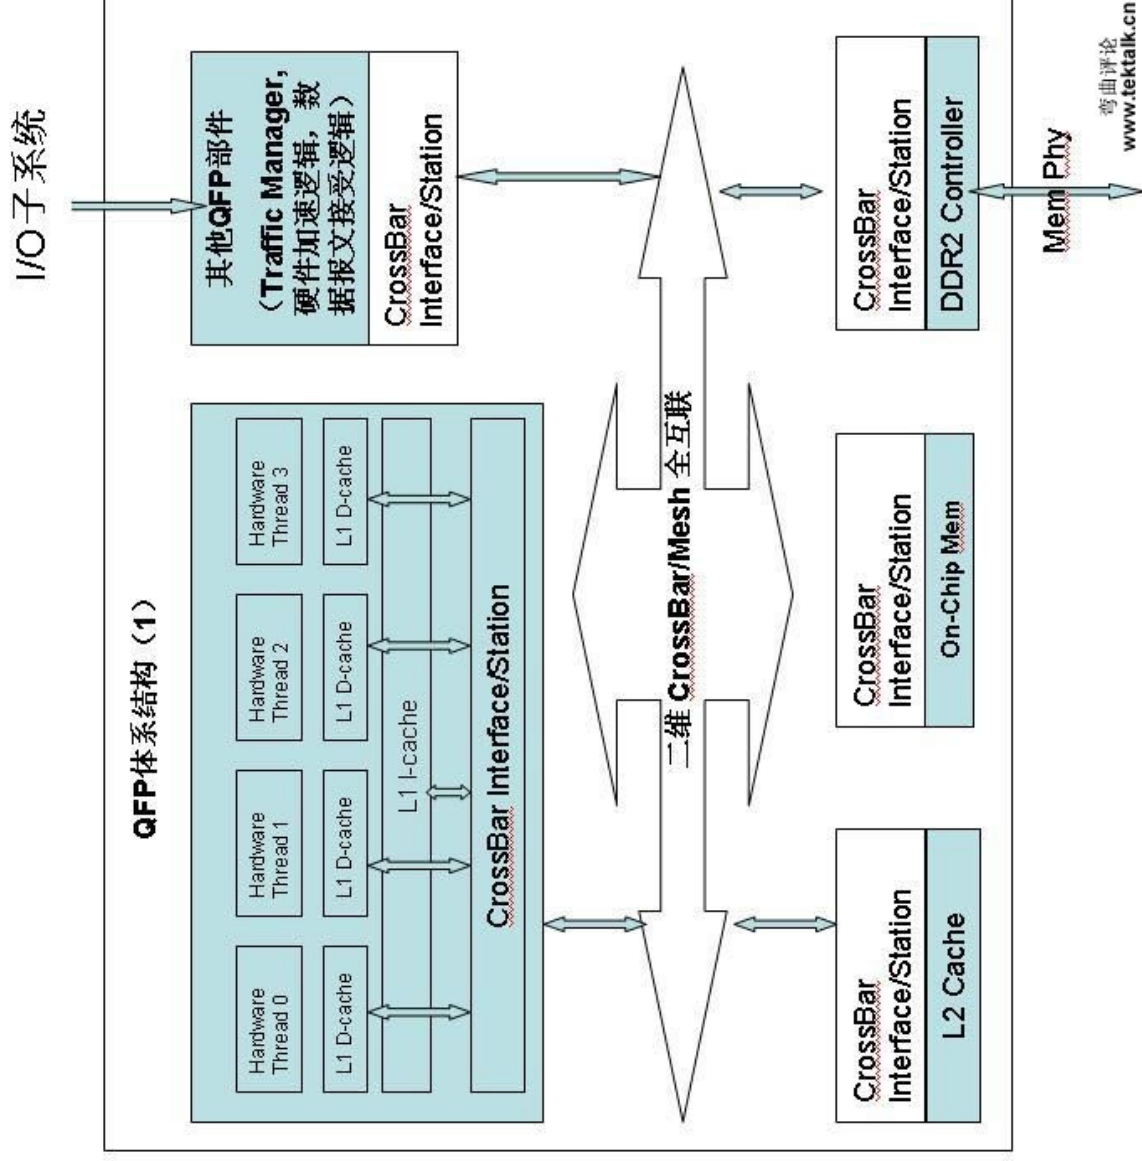 I/O子系统
QFP体系结构（1）
Hardware
Thread 0
Hardware
Thread 1
Hardware
Thread 2
Hardware
Thread 3
L1 D-cache
L1 D-cache
L1 D-cache
L1 D-cache
L1 I-cache
CrossBar Interface/Station
其他QFP部件
（Traffic Manager，
硬件加速逻辑，数
据报文接受逻辑）
CrossBar
Interface/Station
二维 CrossBar/Mesh 全互联
CrossBar
Interface/Station
L2 Cache
CrossBar
Interface/Station
On-Chip Mem
CrossBar
Interface/Station
DDR2 Controller
Mem Phy
弯曲评论
www.tektalk.cn